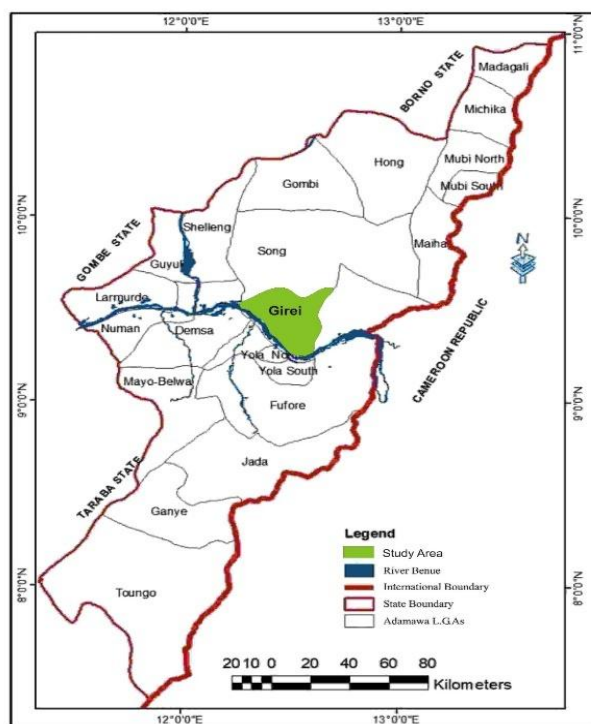 12°0'0"E
13°0'0"E
11°0'0"N
Madagali
BORNO STATE
Michika
Hong
Mubi North
Gombi
Mubi South
10°0'0"N
10°0'0"N
Shelleng
GOMBE STATE
Song
Maiha
N
Guyuk
Larmurde
Girei
Numan
Demsa
CAMEROON REPUBLIC
Yola No
Yola South
Mayo-Belwa
9°0'0"N
9°0'0"N
Fufore
Jada
TARABA STATE
Ganye
Legend
Study Area
River Benue
International Boundary
State Boundary
Adamawa L.G.As
8°0'0"N
8°0'0"N
Toungo
20 10 0 20 40 60 80
Kilometers
12°0'0"E
13°0'0"E